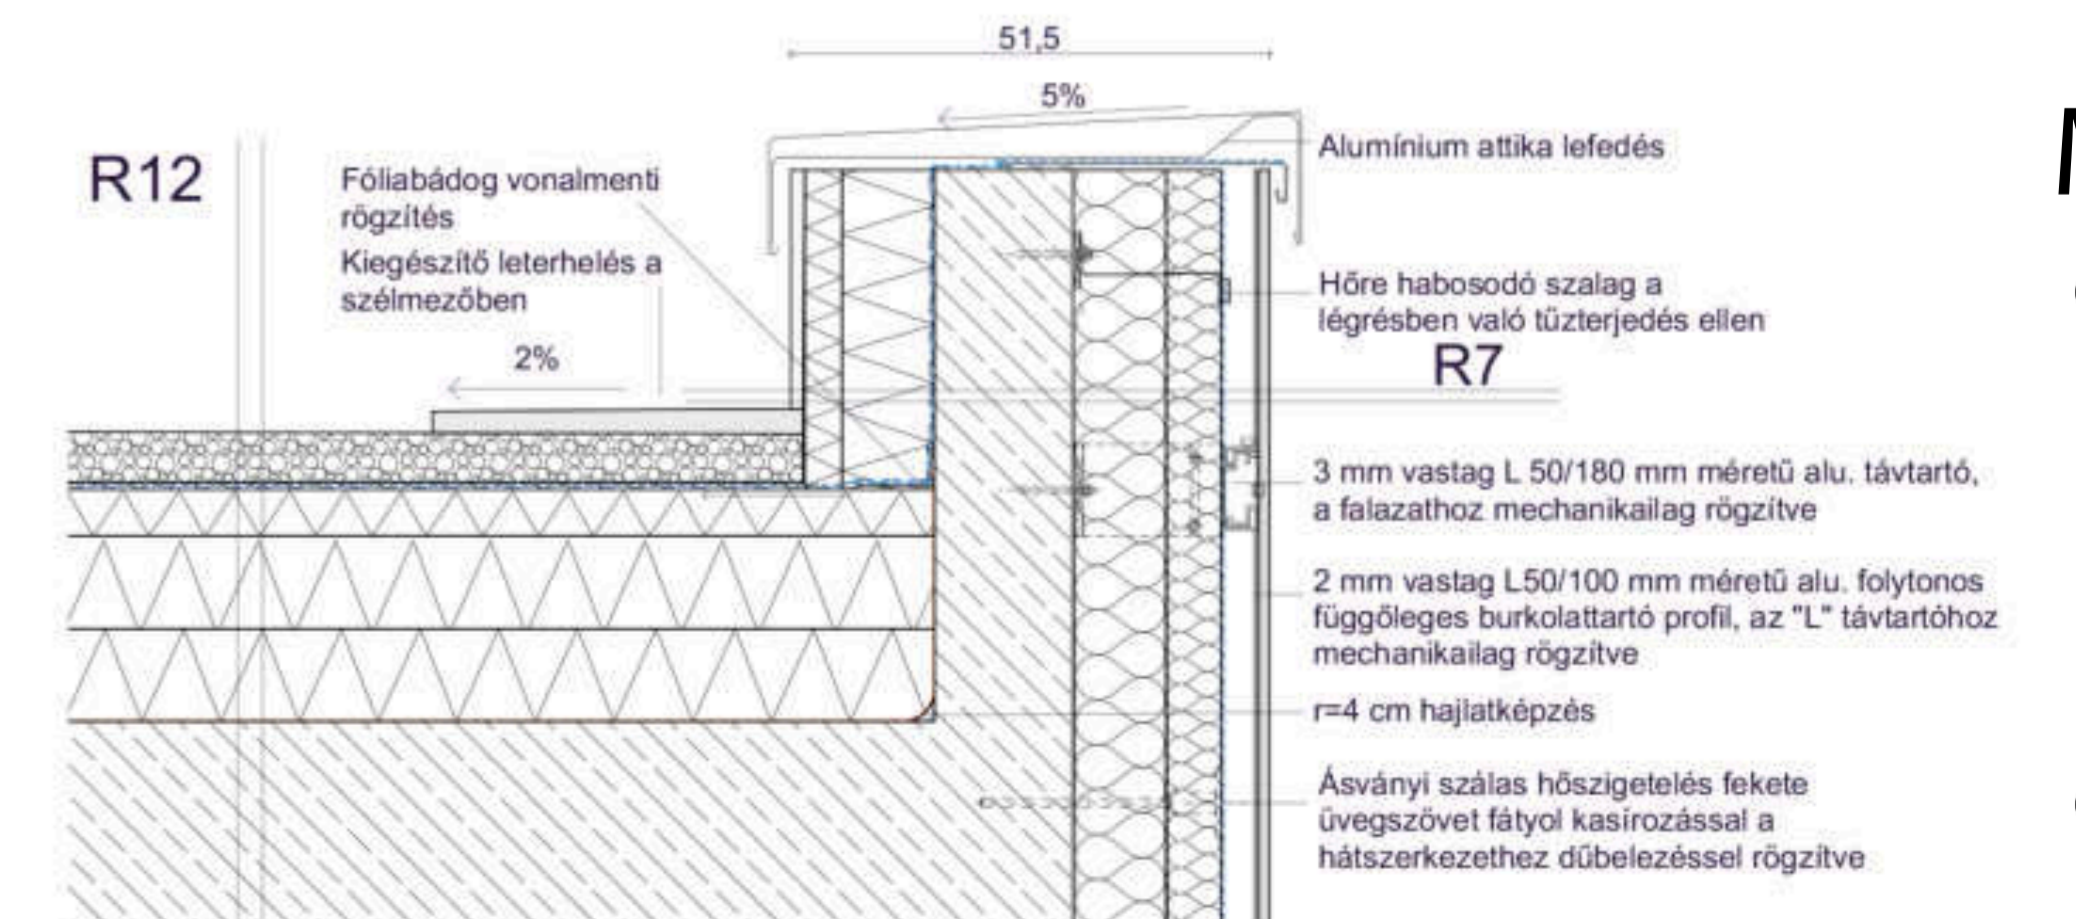 51,5
5%
R12
Fóliabádog vonalmenti
rögzítés
Kiegészítő leterhelés a
szélmezőben
2%
Alumínium attika lefedés
Hőre habosodó szalag a
légrésben való tűzterjedés ellen
R7
3 mm vastag L 50/180 mm méretű alu. távtartó,
a falazathoz mechanikailag rögzítve
2 mm vastag L50/100 mm méretű alu. folytonos
függőleges burkolattartó profil, az "L" távtartóhoz
mechanikailag rögzítve
r=4 cm hajlatképzés
Ásványi szálas hőszigetelés fekete
üvegszövet fátyol kasírozással a
hátszerkezethez dűbelezéssel rögzítve